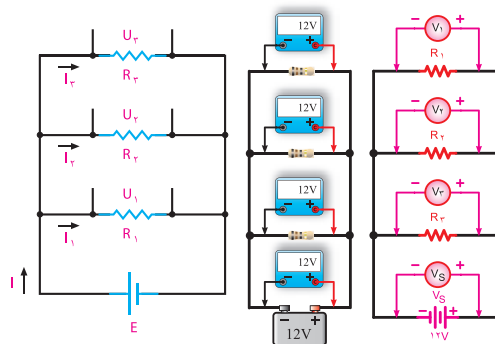 U۳
R۳
I۳
U۲
R۲
I۲
U۱
R۱
I۱
I
E
12V
− +
12V
− +
12V
− +
12V
− +
− +
12V
V۱
− +
R۱
V۲
− +
R۲
V۳
− +
R۳
VS
− +
VS
− +
۱۲V